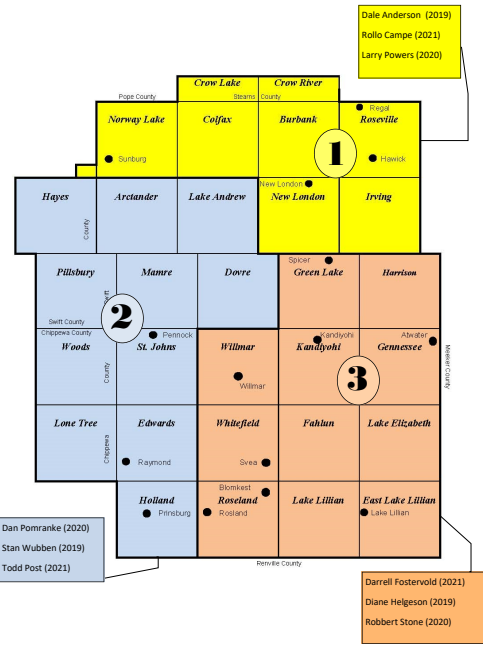 Dale Anderson (2019)
Rollo Campe (2021)
Larry Powers (2020)
Crow Lake
Crow River
Pope County
Stearns County
Regal
Norway Lake
Colfax
Burbank
Roseville
1
Sunburg
Hawick
New London
Hayes
Arctander
Lake Andrew
New London
Irving
County
Spicer
Pillsbury
Mamre
Dovre
Green Lake
Harrison
Swift
2
Swift County
Chippewa County
Pennock
Kandiyohi
Atwater
Woods
St. Johns
Willmar
Kandiyohi
Gennessee
Meeker County
County
3
Willmar
Lone Tree
Edwards
Whitefield
Fahlun
Lake Elizabeth
Chippewa
Raymond
Svea
Blomkest
Holland
Roseland
Lake Lillian
East Lake Lillian
Prinsburg
Rosland
Lake Lillian
Renville County
Dan Pomranke (2020)
Stan Wubben (2019)
Todd Post (2021)
Darrell Fostervold (2021)
Diane Helgeson (2019)
Robbert Stone (2020)